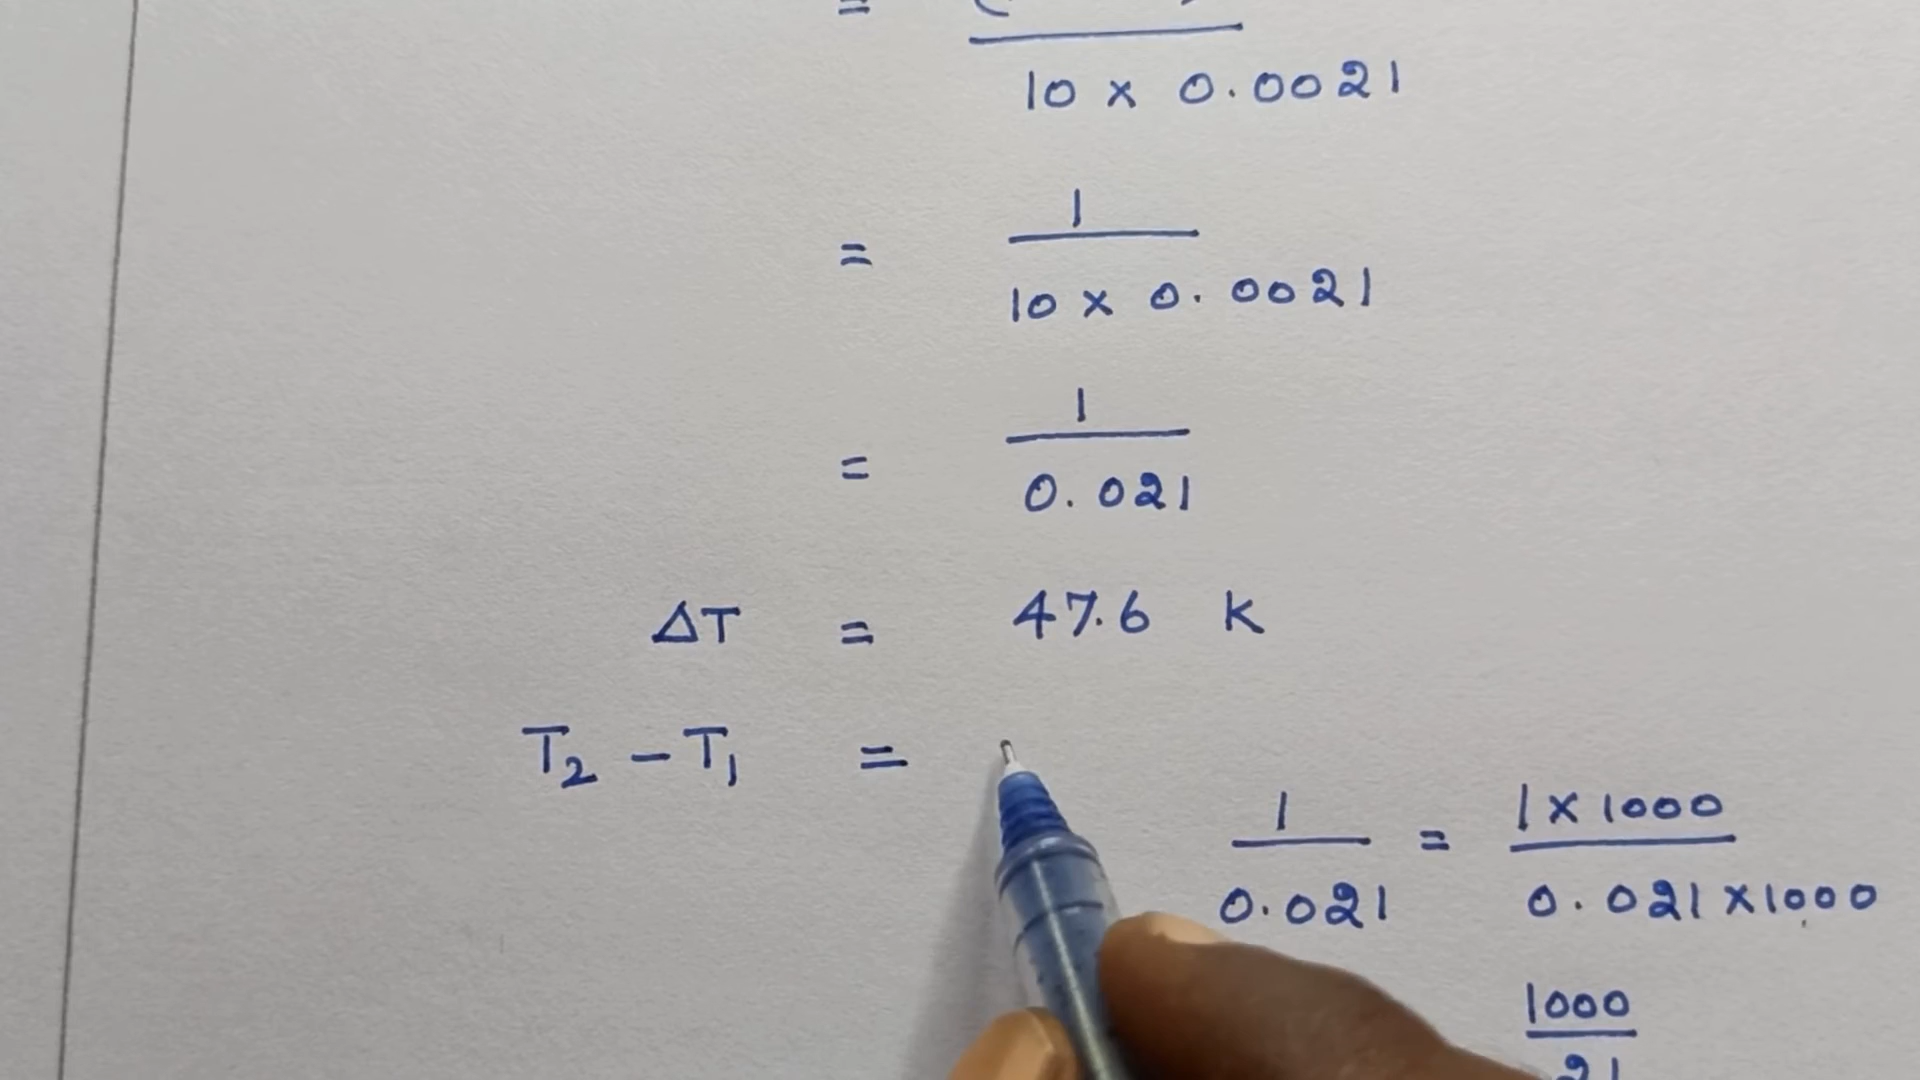 =
10 x 0.0021
= 1 / 10 x 0.0021
= 1 / 0.021
ΔT = 47.6 K
T₂ - T₁ =
1 / 0.021 = 1 x 1000 / 0.021 x 1000
1000 / 21